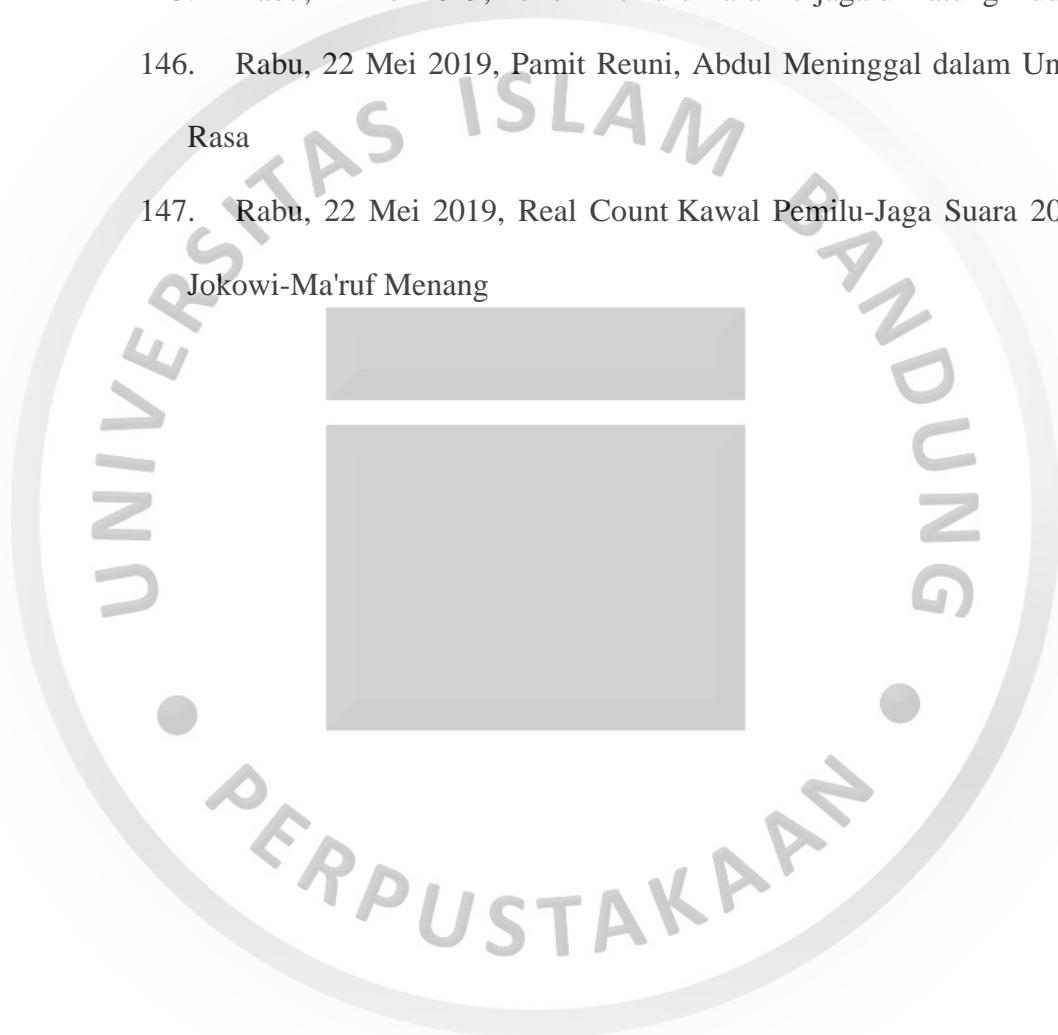 Rabu,
146. Rabu, 22 Mei 2019, Pamit Reuni, Abdul Meninggal dalam
Rasa
147. Rabu, 22 Mei 2019, Real Count Kawal Pemilu-Jaga Suara
Jokowi-Ma'ruf Menang
UNIVERSITAS ISLAM BANDUNG
PERPUSTAKAAN